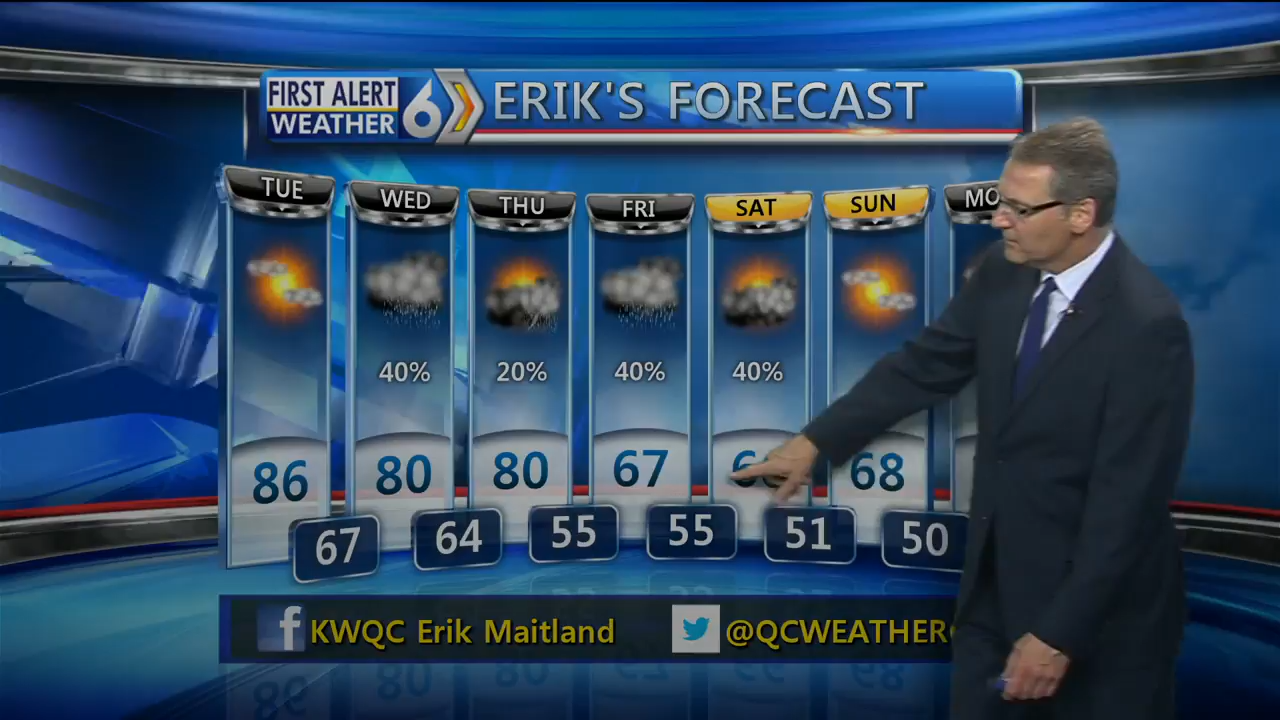 FIRST ALERT
WEATHER 6
ERIK'S FORECAST
TUE WED THU FRI SAT SUN
40% 20% 40% 40%
86 80 80 67 68
67 64 55 55 51 50
KWQC Erik Maitland